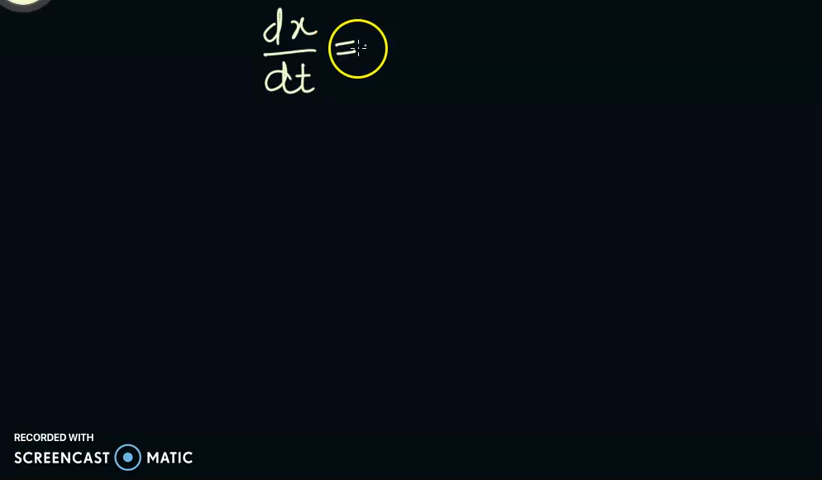 dx
dt =
RECORDED WITH
SCREENCAST MATIC